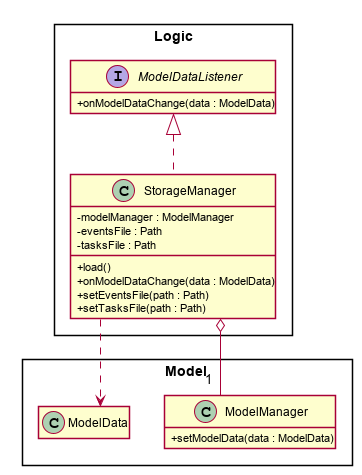 Logic
I ModelDataListener
+onModelDataChange(data : ModelData)
C StorageManager
-modelManager : ModelManager
-eventsFile : Path
-tasksFile : Path
+load()
+onModelDataChange(data : ModelData)
+setEventsFile(path : Path)
+setTasksFile(path : Path)
Model
1
C ModelData
C ModelManager
+setModelData(data : ModelData)